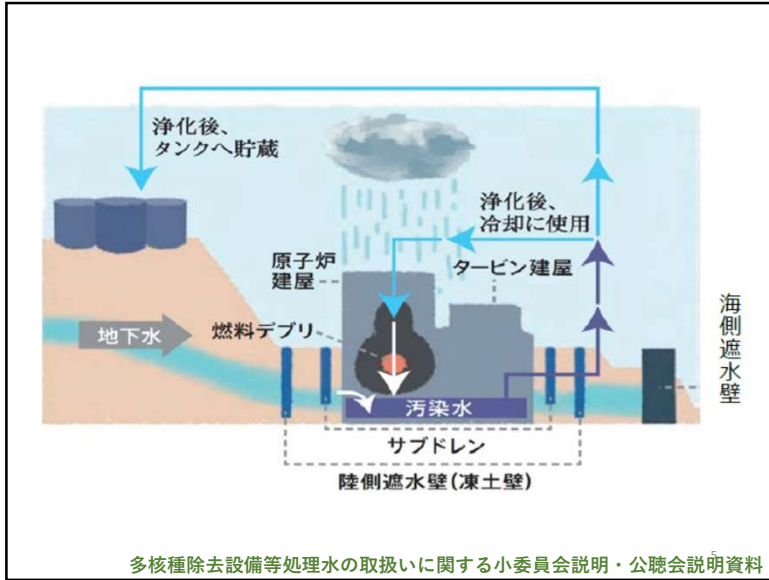 浄化後、
タンクへ貯蔵
浄化後、
冷却に使用
原子炉
建屋
タービン建屋
地下水
燃料デブリ
海側遮水壁
汚染水
サブドレン
陸側遮水壁(凍土壁)
5
多核種除去設備等処理水の取扱いに関する小委員会説明・公聴会説明資料